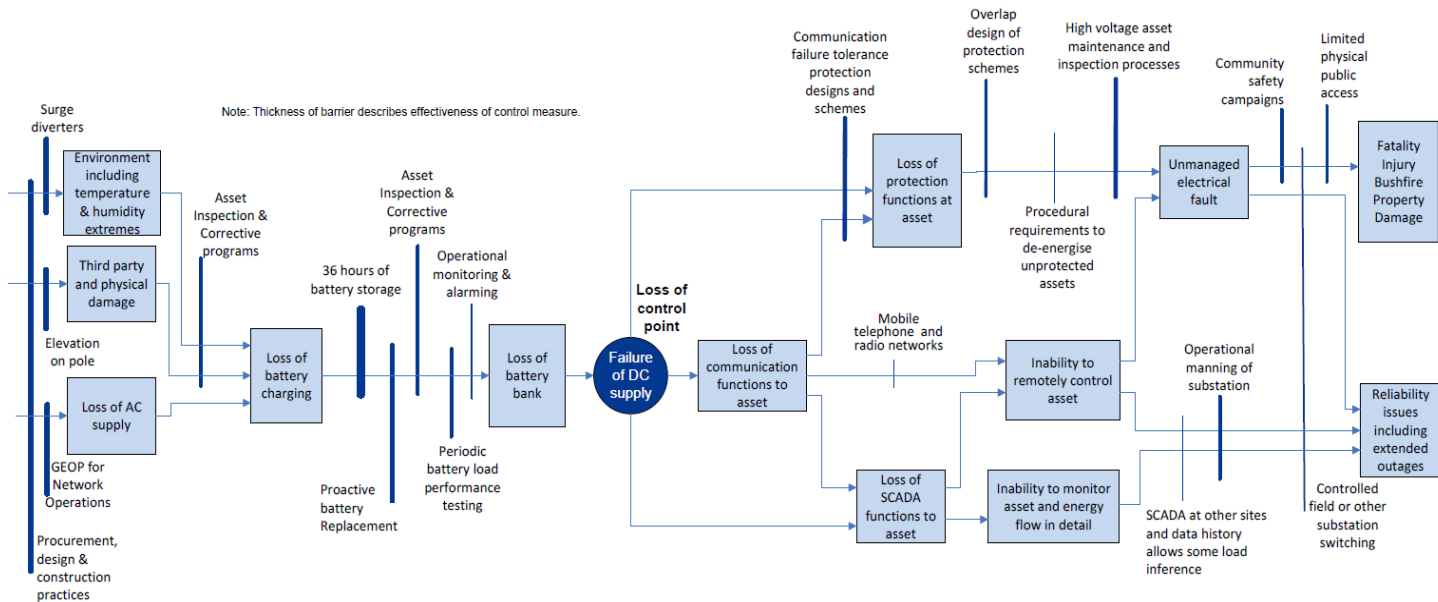 Note: Thickness of barrier describes effectiveness of control measure.
Surge
diverters
Environment
including
temperature
& humidity
extremes
Third party
and physical
damage
Elevation
on pole
Loss of AC
supply
GEOP for
Network
Operations
Procurement,
design &
construction
practices
Asset
Inspection &
Corrective
programs
Loss of
battery
charging
36 hours of
battery storage
Proactive
battery
Replacement
Asset
Inspection &
Corrective
programs
Operational
monitoring &
alarming
Periodic
battery load
performance
testing
Loss of
battery
bank
Loss of
control
point
Failure
of DC
supply
Loss of
communication
functions to
asset
Communication
failure tolerance
protection
designs and
schemes
Loss of
protection
functions at
asset
Overlap
design of
protection
schemes
Procedural
requirements to
de-energise
unprotected
assets
High voltage asset
maintenance and
inspection processes
Mobile
telephone and
radio networks
Inability to
remotely control
asset
Loss of
SCADA
functions to
asset
Inability to monitor
asset and energy
flow in detail
Unmanaged
electrical
fault
Community
safety
campaigns
Limited
physical
public
access
Fatality
Injury
Bushfire
Property
Damage
Operational
manning of
substation
SCADA at other sites
and data history
allows some load
inference
Controlled
field or other
substation
switching
Reliability
issues
including
extended
outages